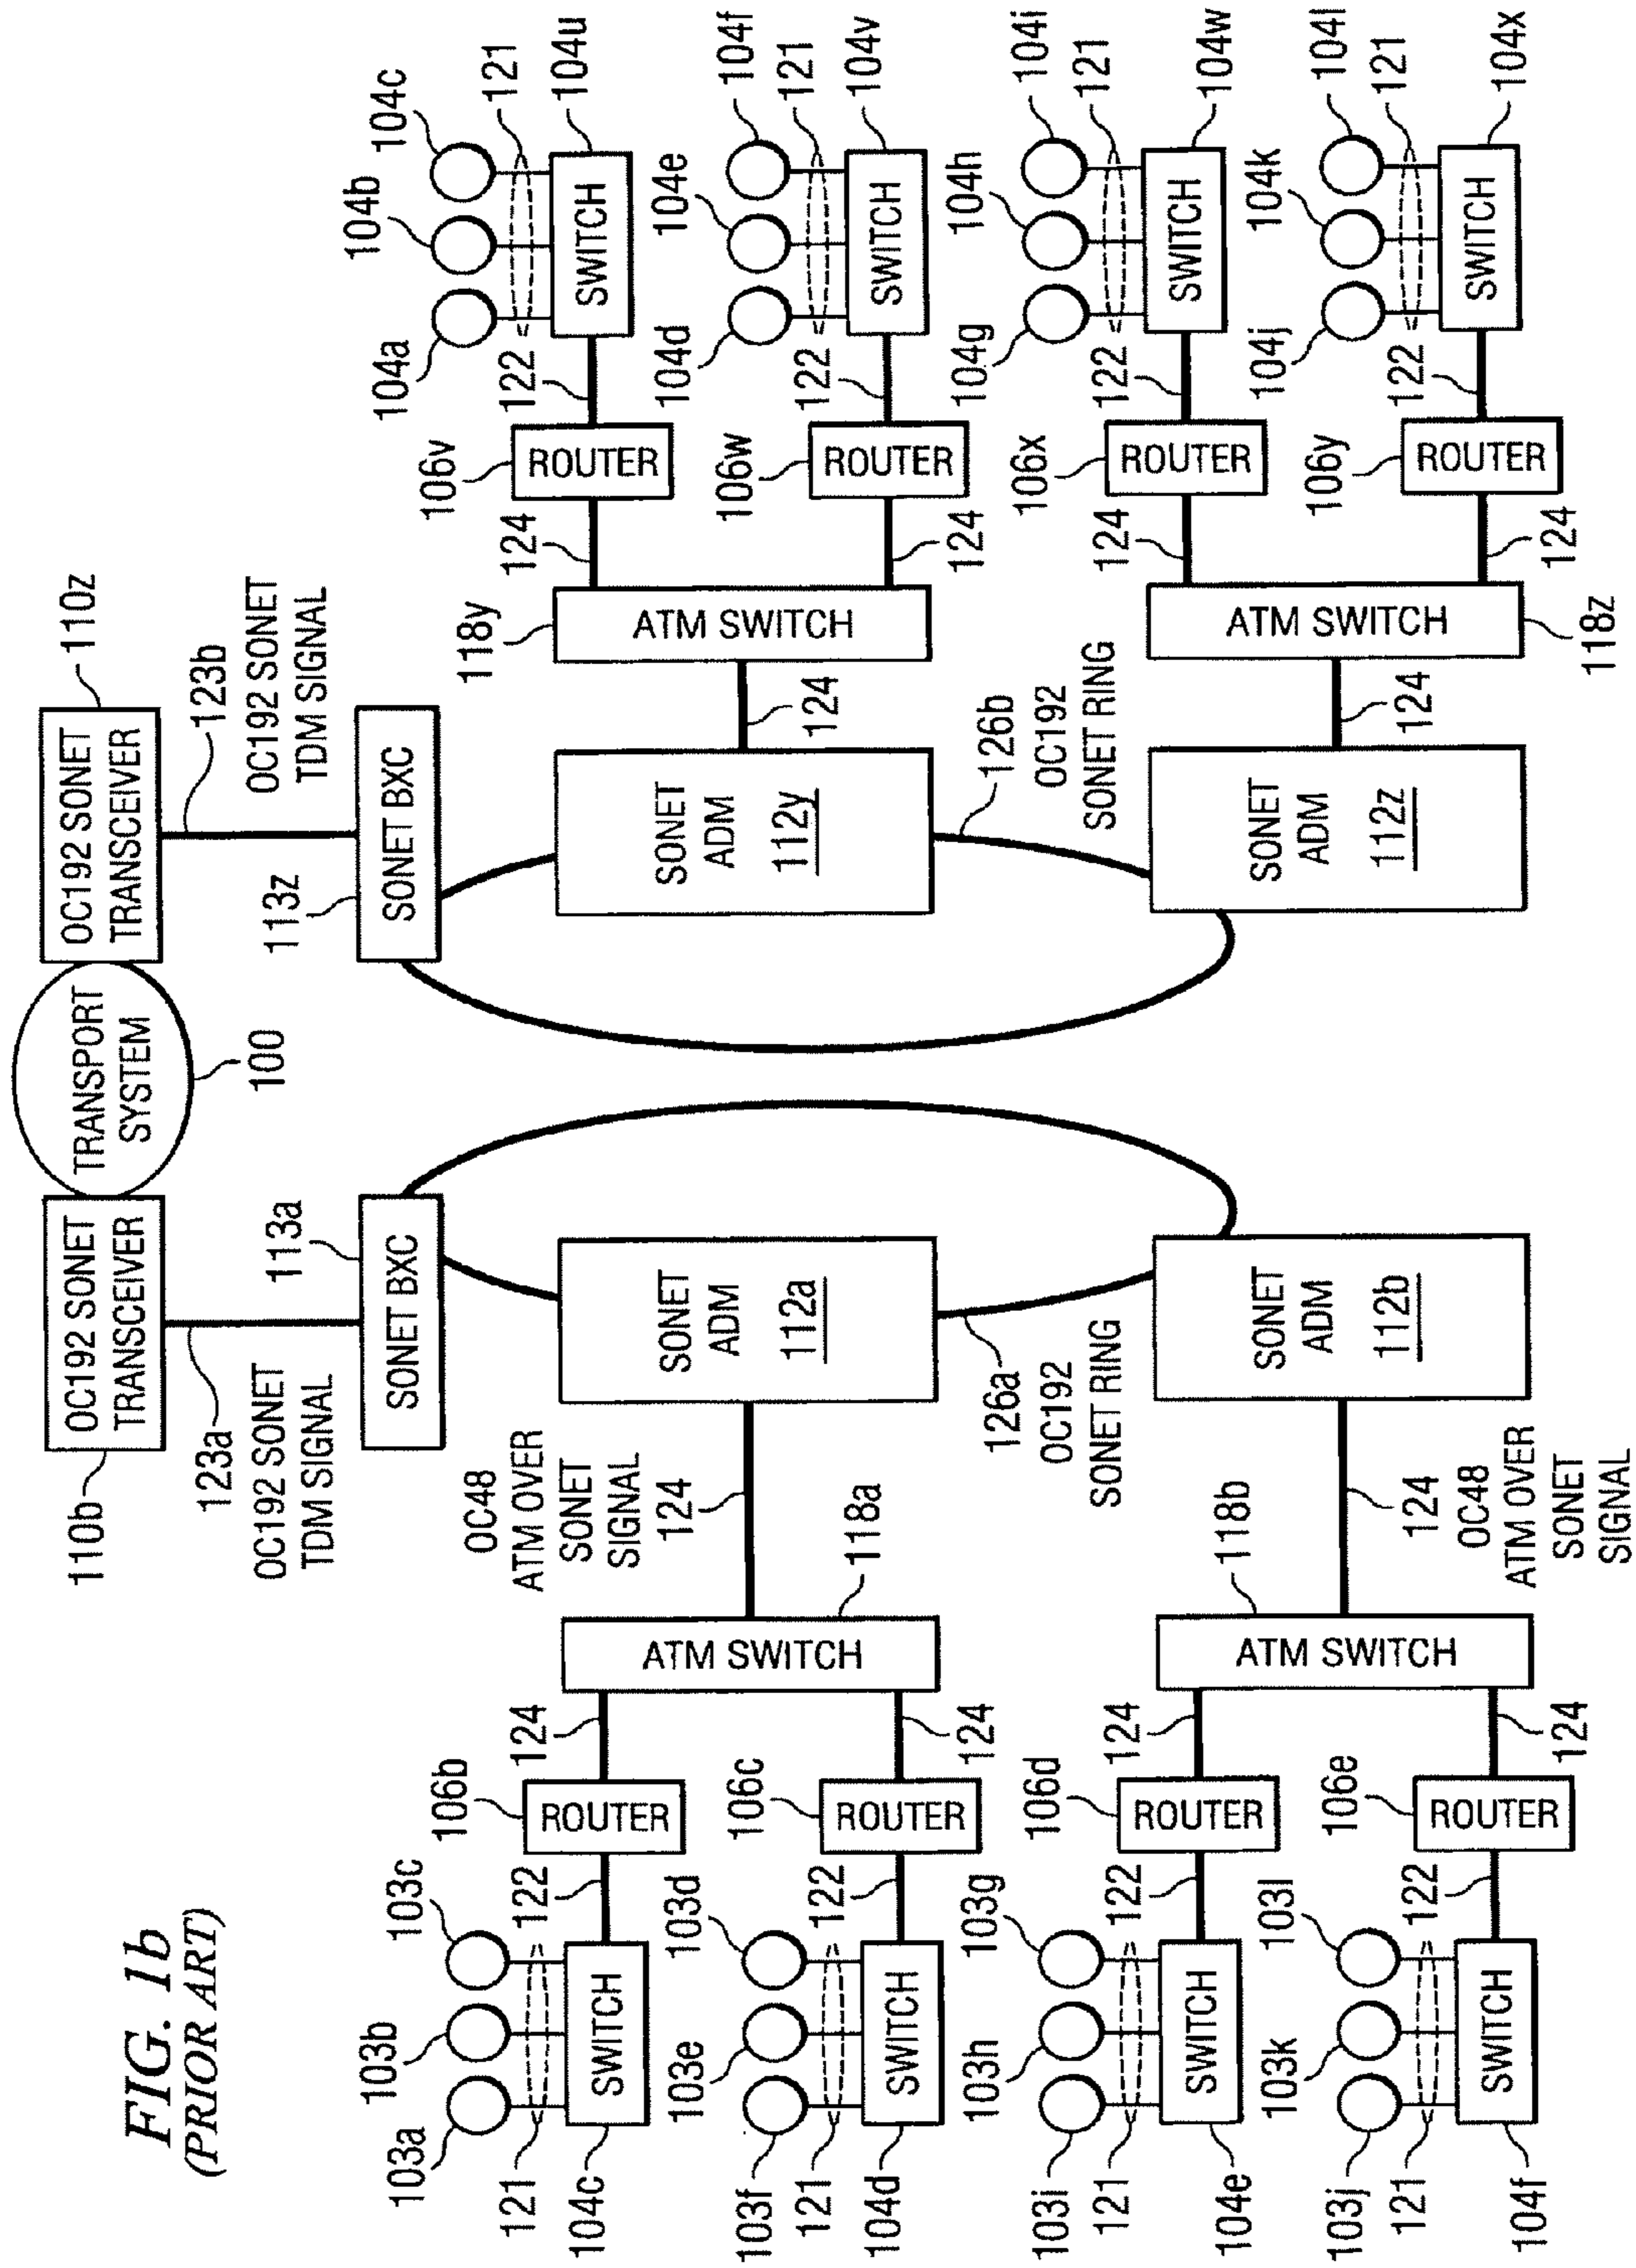 FIG. 1b
(PRIOR ART)
110b
OC192 SONET
TRANSCEIVER
TRANSPORT
SYSTEM
100
OC192 SONET
TRANSCEIVER
110z
123a
OC192 SONET
TDM SIGNAL
123b
OC192 SONET
TDM SIGNAL
113a
SONET BXC
113z
SONET BXC
103a
103b
103c
121
122
104c
SWITCH
106b
ROUTER
124
103f
103e
103d
121
122
104d
SWITCH
106c
ROUTER
124
ATM SWITCH
118a
OC48
ATM OVER
SONET
SIGNAL
124
SONET
ADM
112a
126a
OC192
SONET RING
103i
103h
103g
121
122
104e
SWITCH
106d
ROUTER
124
103j
103k
103l
121
122
104f
SWITCH
106e
ROUTER
124
118b
ATM SWITCH
124
OC48
ATM OVER
SONET
SIGNAL
SONET
ADM
112b
SONET
ADM
112y
124
118y
ATM SWITCH
124
106v
ROUTER
122
104a
104b
104c
121
SWITCH
104u
124
106w
ROUTER
122
104d
104e
104f
121
SWITCH
104v
126b
OC192
SONET RING
SONET
ADM
112z
124
ATM SWITCH
118z
124
106x
ROUTER
122
104g
104h
104i
121
SWITCH
104w
124
106y
ROUTER
122
104j
104k
104l
121
SWITCH
104x